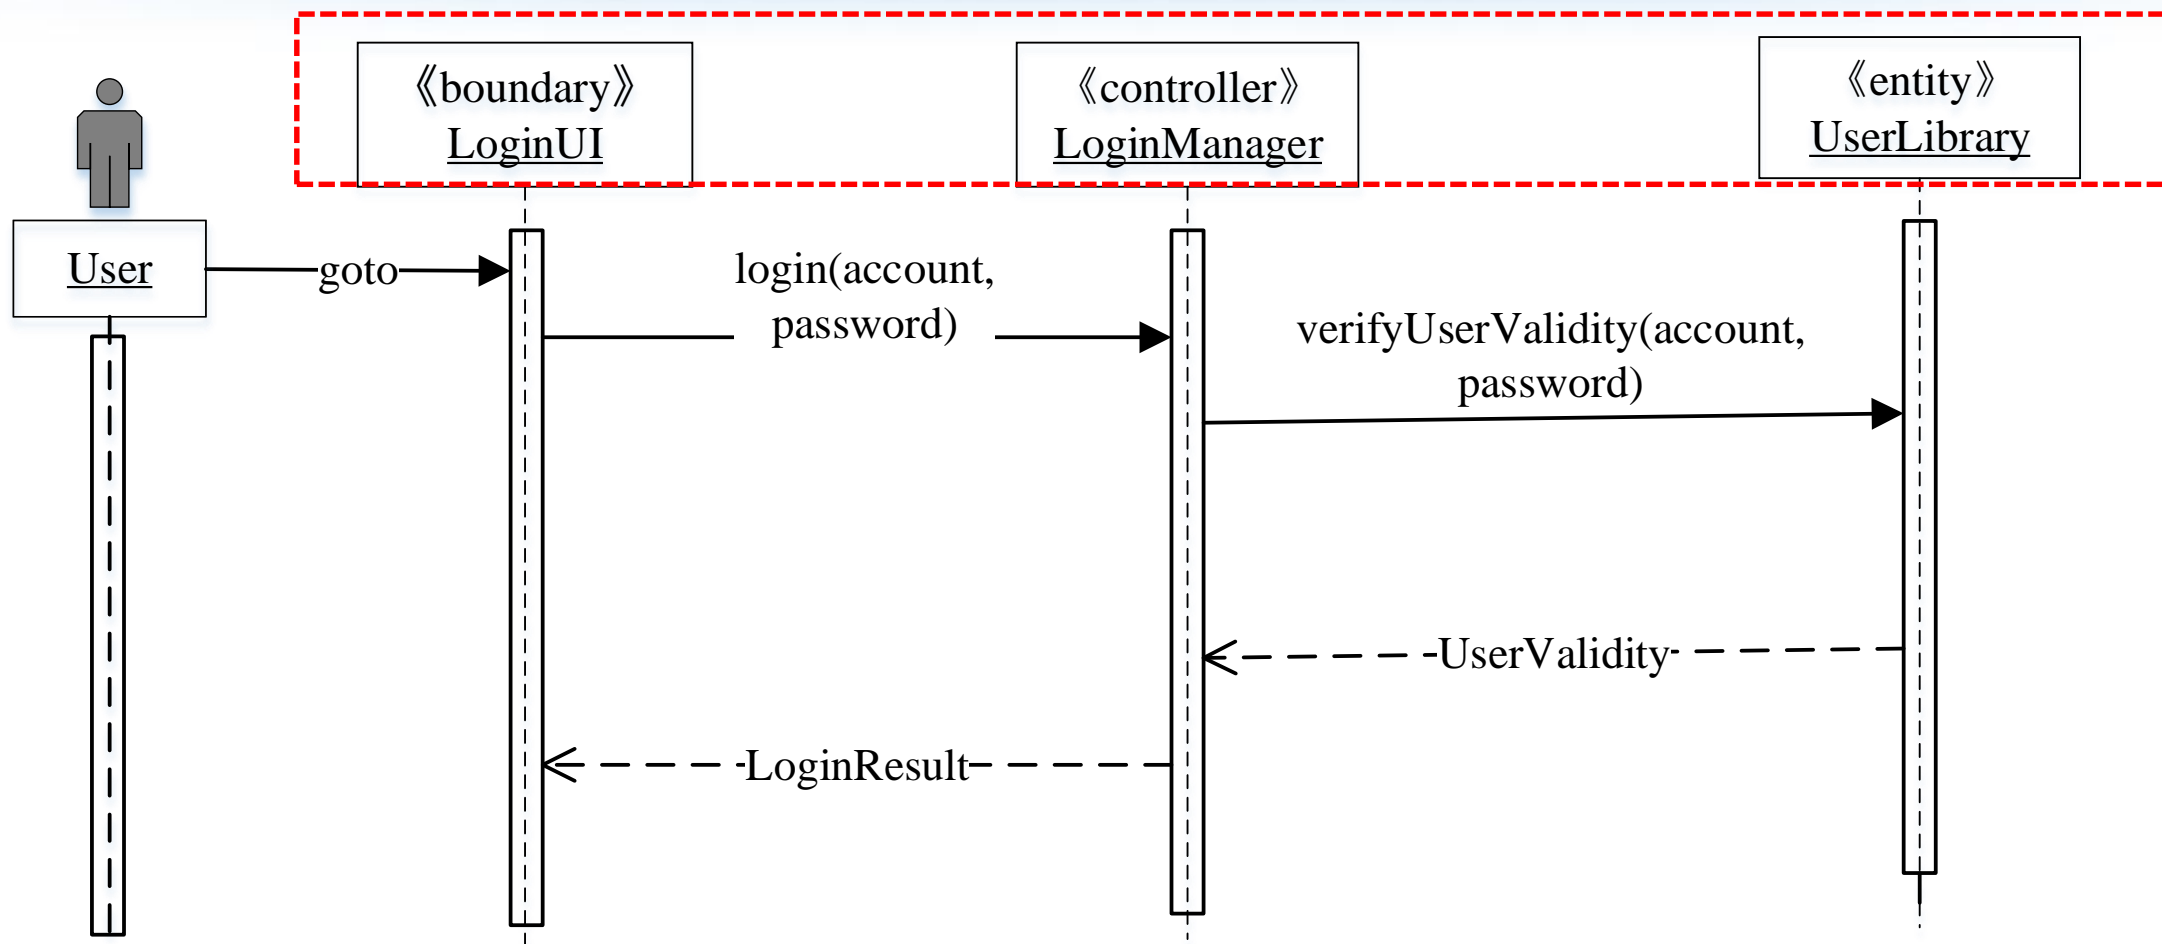 《boundary》
LoginUI
《controller》
LoginManager
《entity》
UserLibrary
User
goto
login(account,
password)
verifyUserValidity(account,
password)
UserValidity
LoginResult